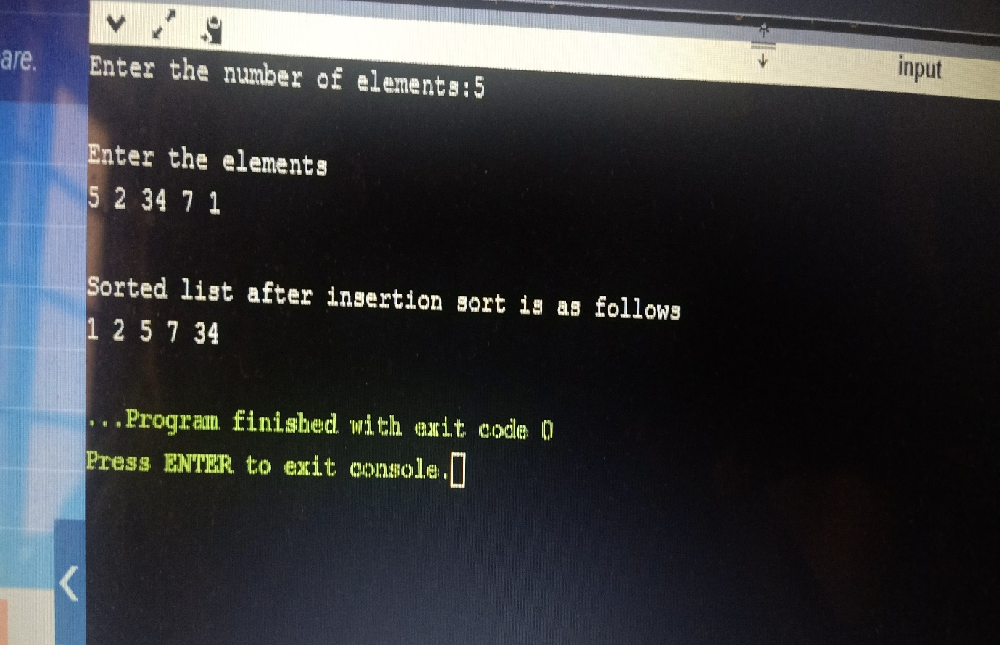 are.
input
Enter the number of elements:5
Enter the elements
5 2 34 7 1
Sorted list after insertion sort is as follows
1 2 5 7 34
...Program finished with exit code 0
Press ENTER to exit console.